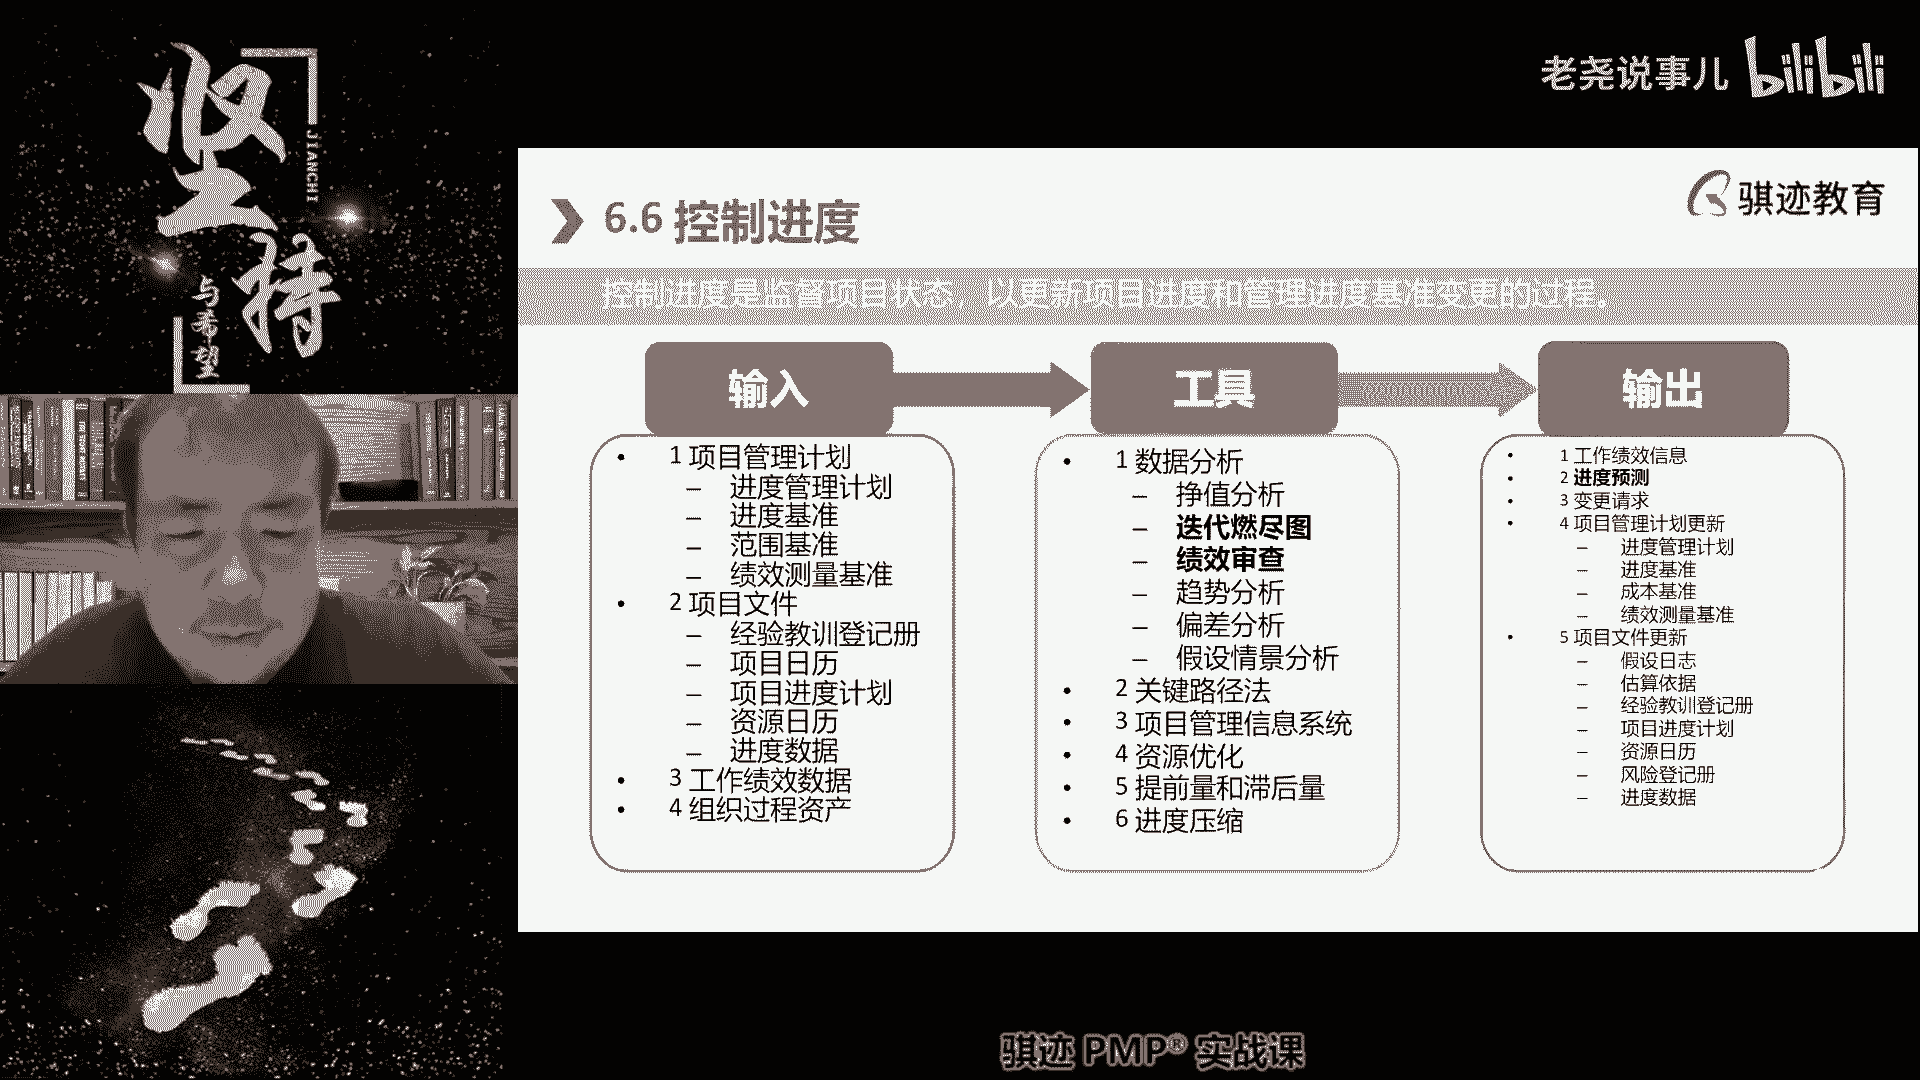 坚持
JIANCHI
与希望
老尧说事儿 bilibili
骐迹教育
6.6 控制进度
控制进度是监督项目状态，以更新项目进度和管理进度基准变更的过程。
输入
• 1 项目管理计划
– 进度管理计划
– 进度基准
– 范围基准
– 绩效测量基准
• 2 项目文件
– 经验教训登记册
– 项目日历
– 项目进度计划
– 资源日历
– 进度数据
• 3 工作绩效数据
• 4 组织过程资产
工具
• 1 数据分析
– 挣值分析
– 迭代燃尽图
– 绩效审查
– 趋势分析
– 偏差分析
– 假设情景分析
• 2 关键路径法
• 3 项目管理信息系统
• 4 资源优化
• 5 提前量和滞后量
• 6 进度压缩
输出
• 1 工作绩效信息
• 2 进度预测
• 3 变更请求
• 4 项目管理计划更新
– 进度管理计划
– 进度基准
– 成本基准
– 绩效测量基准
• 5 项目文件更新
– 假设日志
– 估算依据
– 经验教训登记册
– 项目进度计划
– 资源日历
– 风险登记册
– 进度数据
骐迹 PMP® 实战课